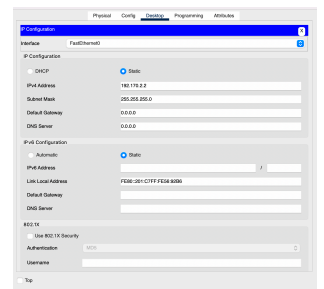 Physical Config Desktop Programming Attributes
IP Configuration X
Interface FastEthernet0
IP Configuration
DHCP Static
IPv4 Address 192.170.2.2
Subnet Mask 255.255.255.0
Default Gateway 0.0.0.0
DNS Server 0.0.0.0
IPv6 Configuration
Automatic Static
IPv6 Address /
Link Local Address FE80::201:C7FF:FE58:92B6
Default Gateway
DNS Server
802.1X
Use 802.1X Security
Authentication MD5
Username
Top